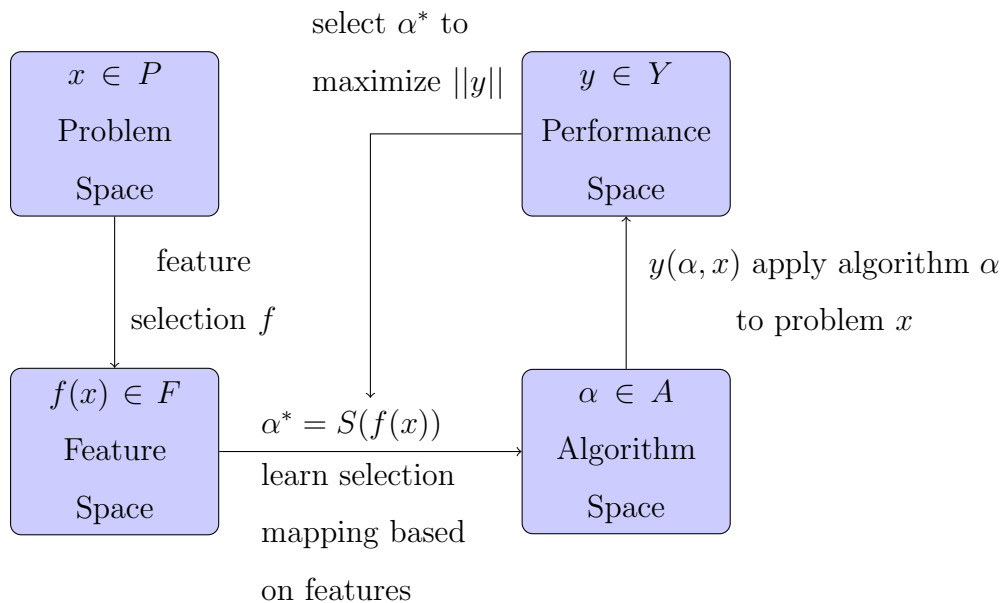 select α* to
maximize ||y||
x ∈ P
Problem
Space
y ∈ Y
Performance
Space
feature
selection f
y(α, x) apply algorithm α
to problem x
f(x) ∈ F
Feature
Space
α* = S(f(x))
learn selection
mapping based
on features
α ∈ A
Algorithm
Space